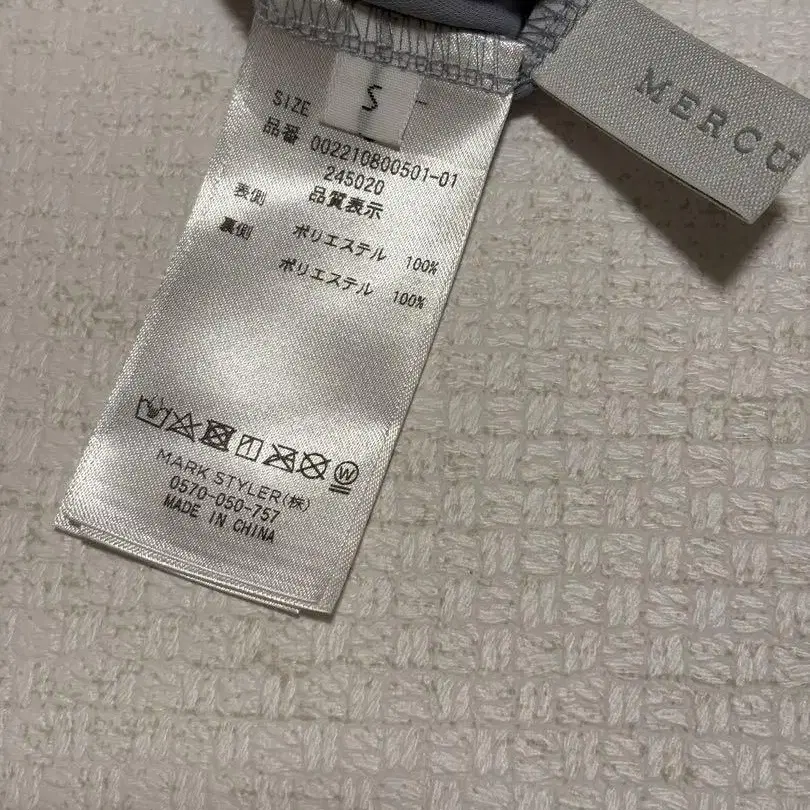 MERCU
SIZE S
品番 002210800501-01
245020
品質表示
表側 ポリエステル 100%
裏側 ポリエステル 100%
MARK STYLER(株)
0570-050-757
MADE IN CHINA